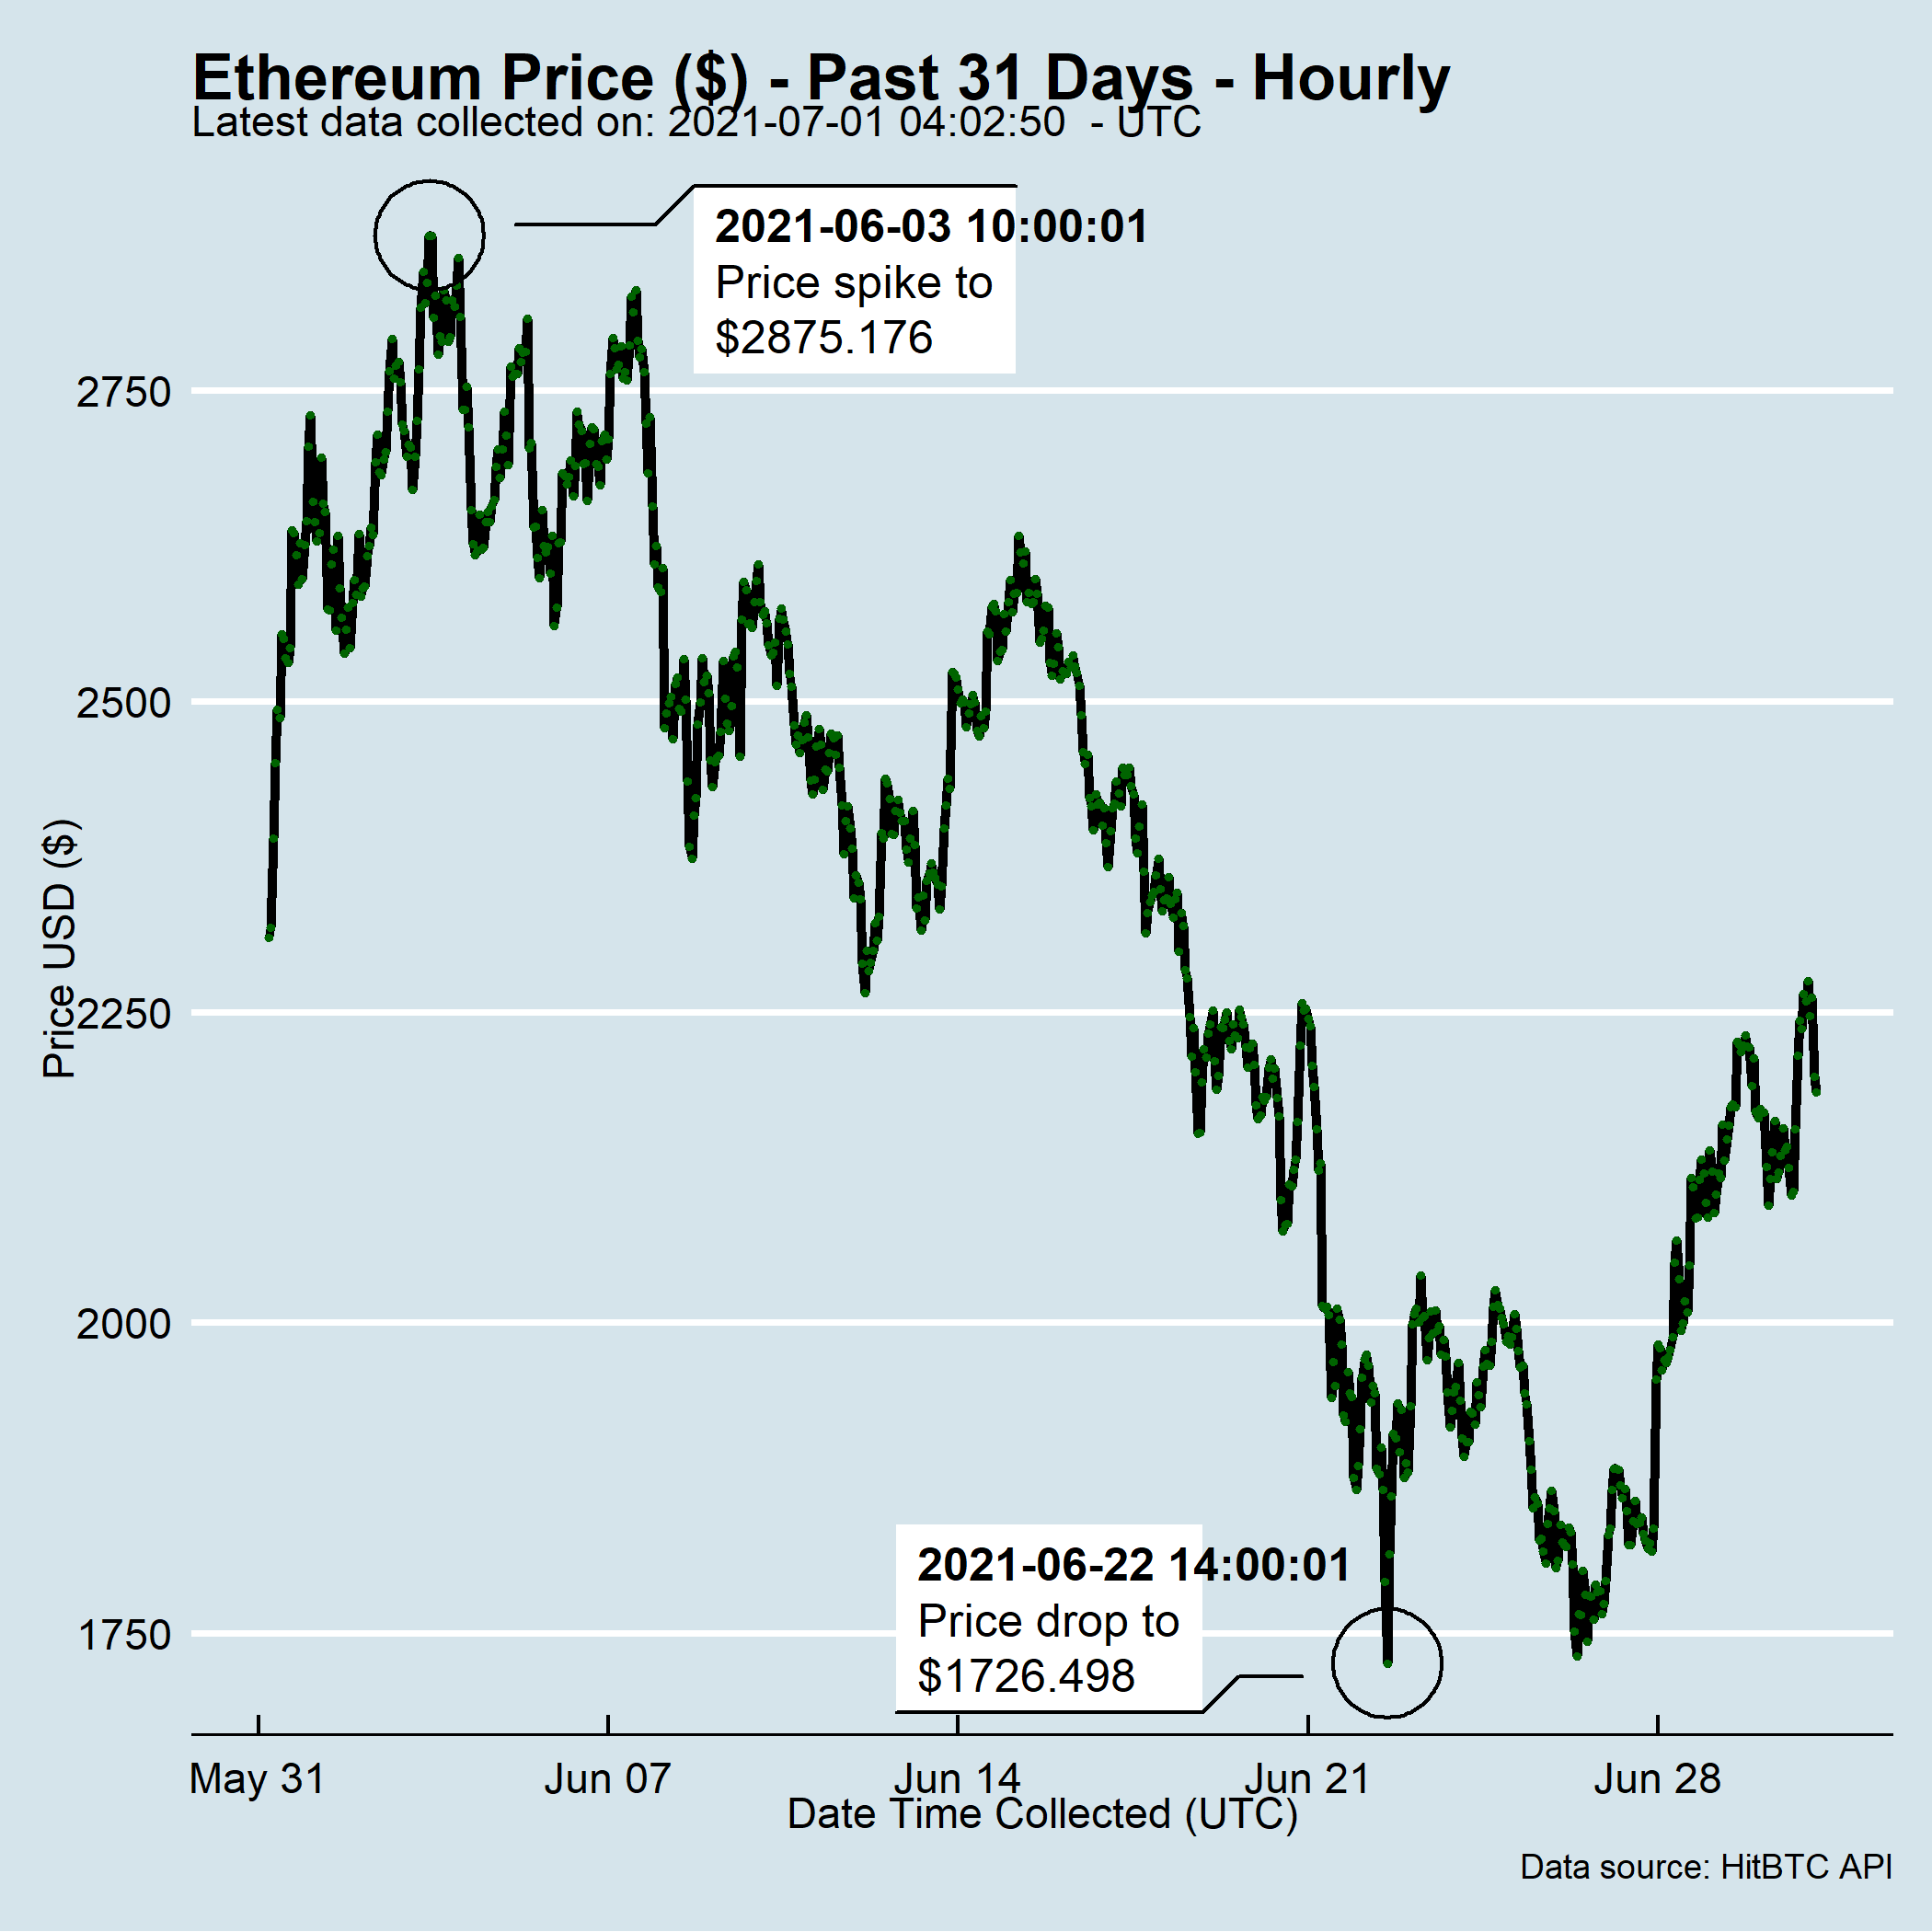 Ethereum Price ($) - Past 31 Days - Hourly
Latest data collected on: 2021-07-01 04:02:50  - UTC
2021-06-03 10:00:01
Price spike to
$2875.176
2750
2500
2250
2000
1750
Price USD ($)
2021-06-22 14:00:01
Price drop to
$1726.498
May 31
Jun 07
Jun 14
Jun 21
Jun 28
Date Time Collected (UTC)
Data source: HitBTC API